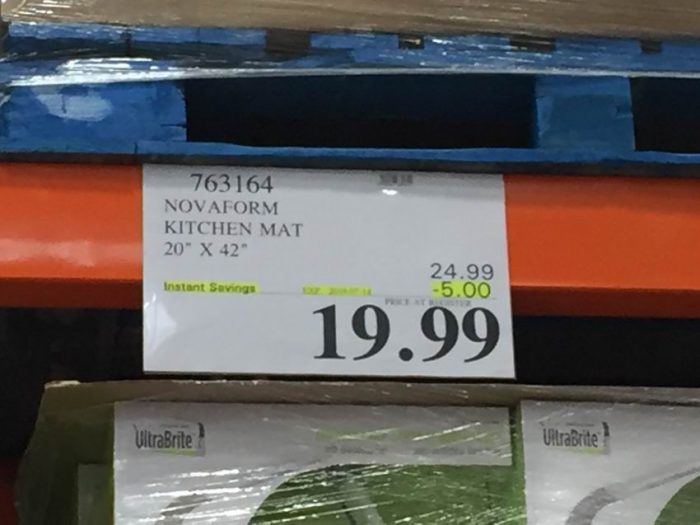 763164
NOVAFORM
KITCHEN MAT
20" X 42"
24.99
Instant Savings EXP. -5.00
PRICE AT REGISTER
19.99
UltraBrite
UltraBrite